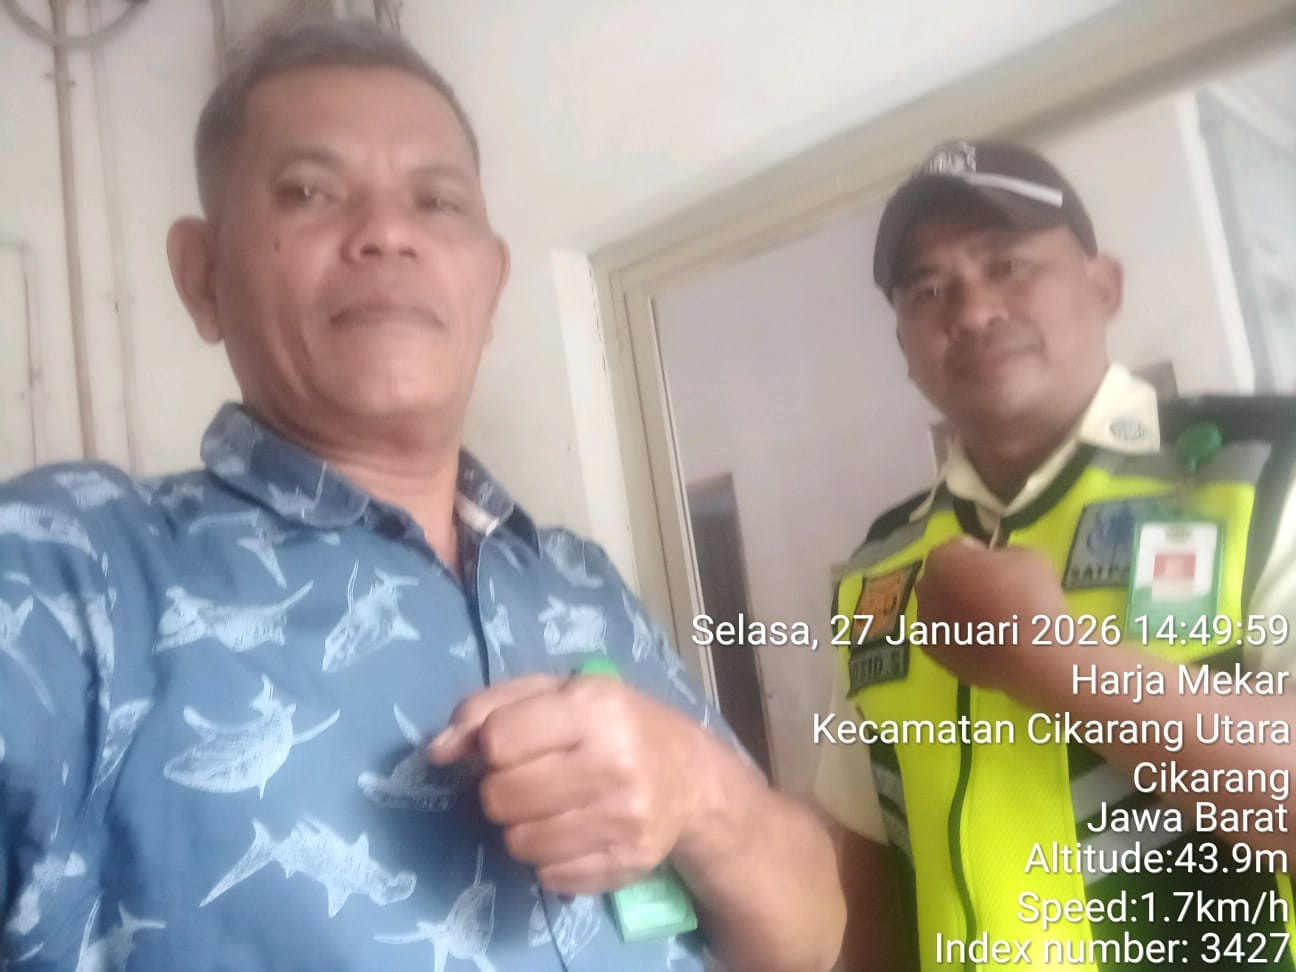 SATPAM
Selasa, 27 Januari 2026 14:49:59
Harja Mekar
Kecamatan Cikarang Utara
Cikarang
Jawa Barat
Altitude:43.9m
Speed:1.7km/h
Index number: 3427